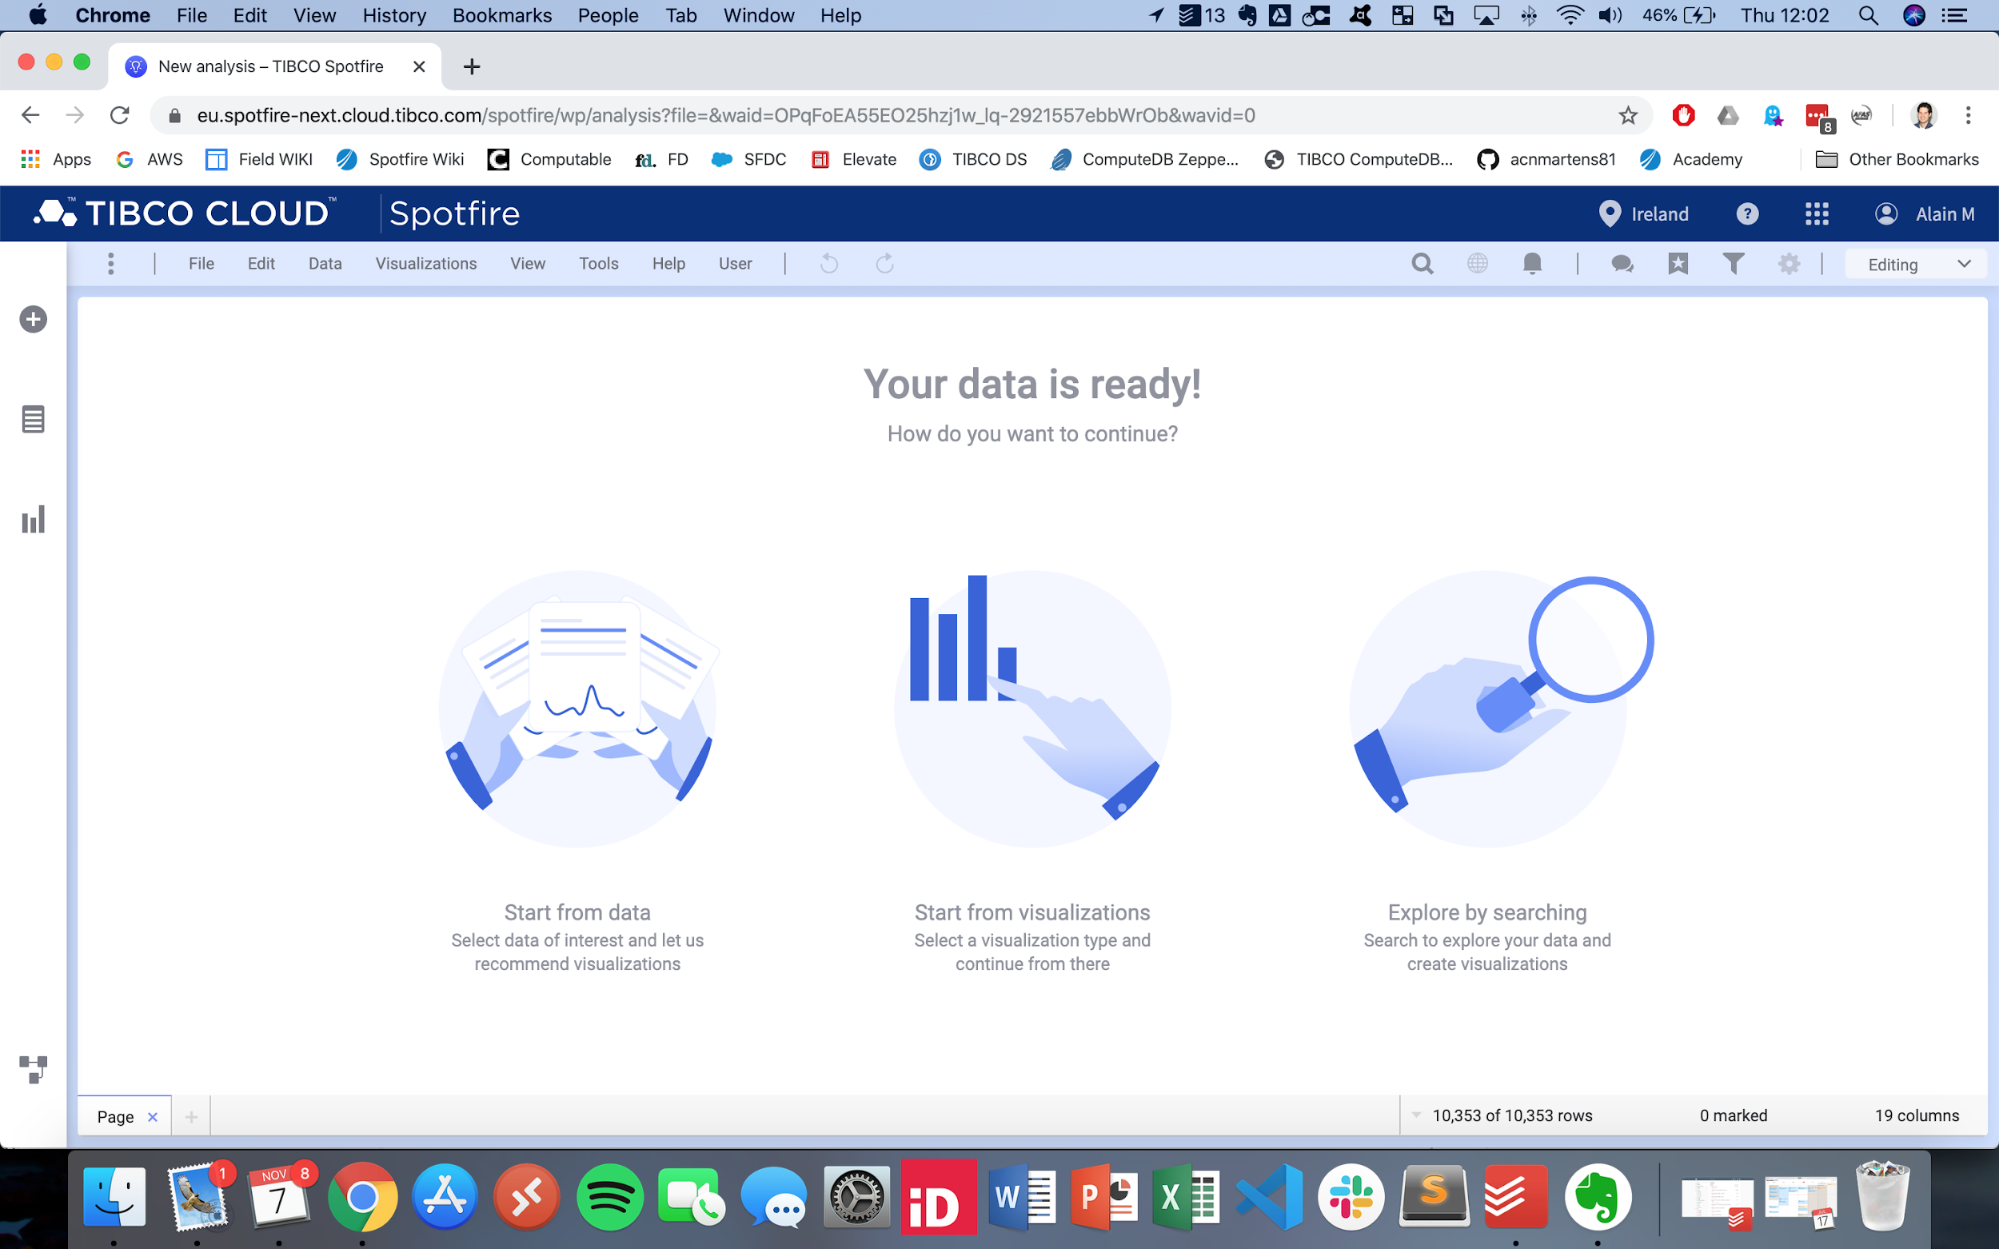 Chrome File Edit View History Bookmarks People Tab Window Help 13 46% Thu 12:02
New analysis – TIBCO Spotfire
eu.spotfire-next.cloud.tibco.com/spotfire/wp/analysis?file=&waid=OPqFoEA55EO25hzj1w_lq-2921557ebbWrOb&wavid=0 8
Apps AWS Field WIKI Spotfire Wiki Computable fd. FD SFDC Elevate TIBCO DS ComputeDB Zeppe... TIBCO ComputeDB... acnmartens81 Academy Other Bookmarks
TIBCO CLOUD™ Spotfire Ireland ? Alain M
File Edit Data Visualizations View Tools Help User Editing
Your data is ready!
How do you want to continue?
Start from data
Select data of interest and let us
recommend visualizations
Start from visualizations
Select a visualization type and
continue from there
Explore by searching
Search to explore your data and
create visualizations
Page 10,353 of 10,353 rows 0 marked 19 columns
1 NOV 7 8 iD W P X S 17